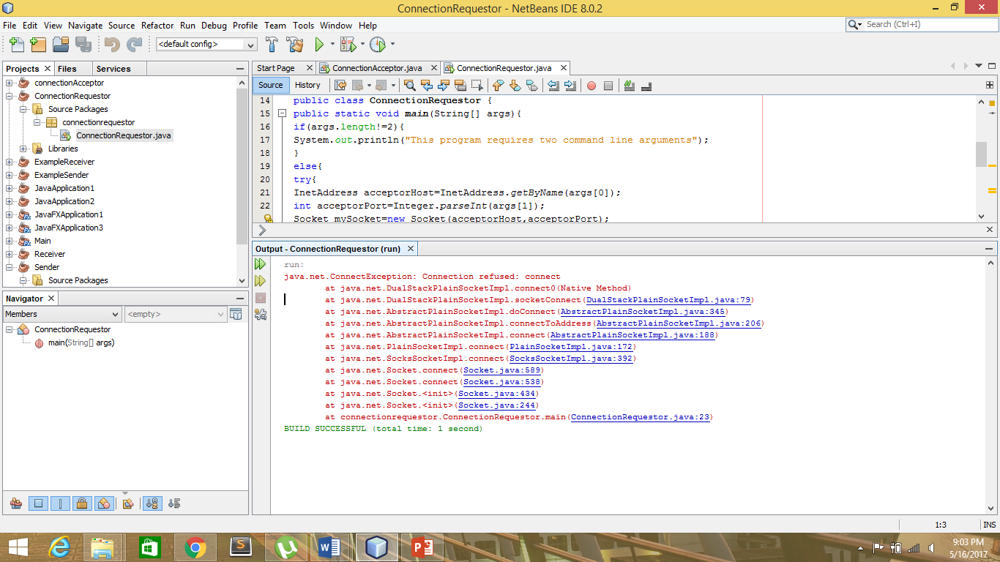 ConnectionRequestor - NetBeans IDE 8.0.2
File Edit View Navigate Source Refactor Run Debug Profile Team Tools Window Help
Search (Ctrl+I)
<default config>
Projects Files Services
connectionAcceptor
ConnectionRequestor
Source Packages
connectionrequestor
ConnectionRequestor.java
Libraries
ExampleReceiver
ExampleSender
JavaApplication1
JavaApplication2
JavaFXApplication1
JavaFXApplication3
Main
Receiver
Sender
Source Packages
Navigator
Members <empty>
ConnectionRequestor
main(String[] args)
Start Page ConnectionAcceptor.java ConnectionRequestor.java
Source History
14 public class ConnectionRequestor {
15 public static void main(String[] args){
16 if(args.length!=2){
17 System.out.println("This program requires two command line arguments");
18 }
19 else{
20 try{
21 InetAddress acceptorHost=InetAddress.getByName(args[0]);
22 int acceptorPort=Integer.parseInt(args[1]);
Socket mySocket=new Socket(acceptorHost,acceptorPort);
Output - ConnectionRequestor (run)
run:
java.net.ConnectException: Connection refused: connect
at java.net.DualStackPlainSocketImpl.connect0(Native Method)
at java.net.DualStackPlainSocketImpl.socketConnect(DualStackPlainSocketImpl.java:79)
at java.net.AbstractPlainSocketImpl.doConnect(AbstractPlainSocketImpl.java:345)
at java.net.AbstractPlainSocketImpl.connectToAddress(AbstractPlainSocketImpl.java:206)
at java.net.AbstractPlainSocketImpl.connect(AbstractPlainSocketImpl.java:188)
at java.net.PlainSocketImpl.connect(PlainSocketImpl.java:172)
at java.net.SocksSocketImpl.connect(SocksSocketImpl.java:392)
at java.net.Socket.connect(Socket.java:589)
at java.net.Socket.connect(Socket.java:538)
at java.net.Socket.<init>(Socket.java:434)
at java.net.Socket.<init>(Socket.java:244)
at connectionrequestor.ConnectionRequestor.main(ConnectionRequestor.java:23)
BUILD SUCCESSFUL (total time: 1 second)
1:3 INS
9:03 PM
5/16/2017